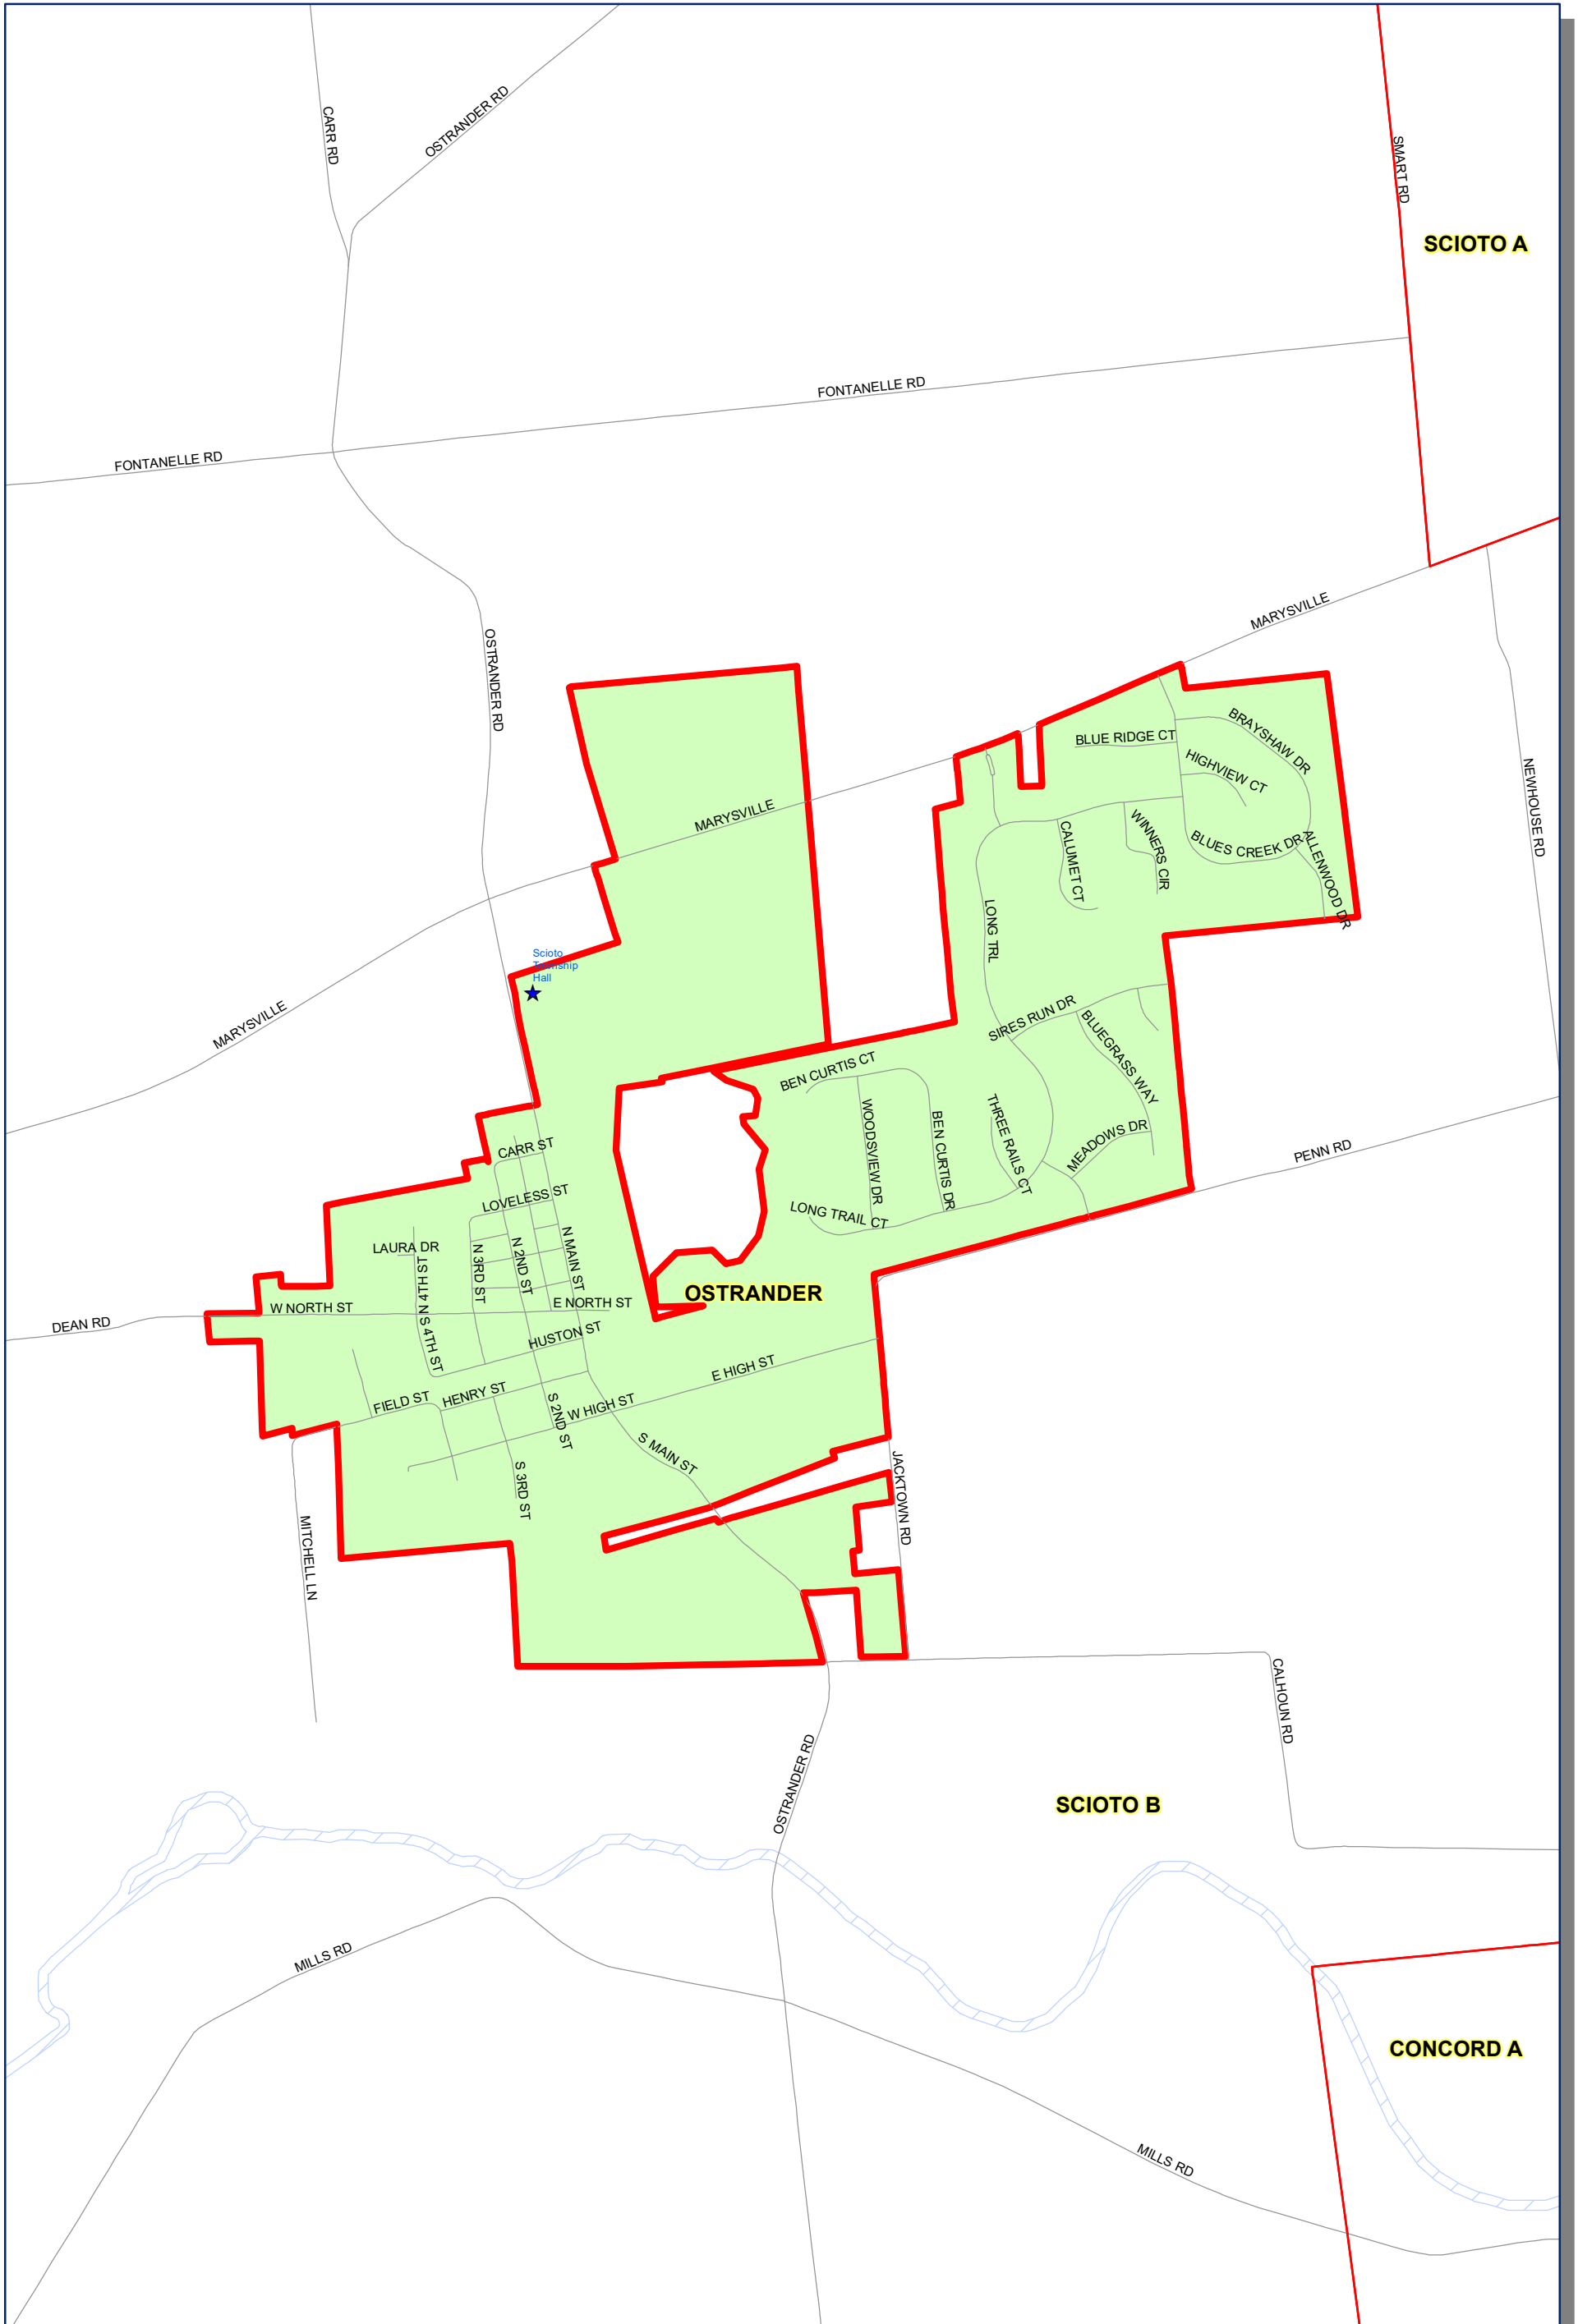 CARR RD
OSTRANDER RD
SMART RD
SCIOTO A
FONTANELLE RD
FONTANELLE RD
MARYSVILLE
OSTRANDER RD
BRAYSHAW DR
BLUE RIDGE CT
HIGHVIEW CT
NEWHOUSE RD
MARYSVILLE
WINNERS CIR
CALUMET CT
BLUES CREEK DR
ALLENWOOD DR
LONG TRL
Scioto
Township
Hall
MARYSVILLE
SIRES RUN DR
BLUEGRASS WAY
BEN CURTIS CT
WOODSVIEW DR
BEN CURTIS DR
THREE RAILS CT
MEADOWS DR
PENN RD
CARR ST
LOVELESS ST
LONG TRAIL CT
LAURA DR
N 4TH ST
N 3RD ST
N 2ND ST
N MAIN ST
OSTRANDER
W NORTH ST
E NORTH ST
DEAN RD
S 4TH ST
HUSTON ST
E HIGH ST
FIELD ST
HENRY ST
S 2ND ST
W HIGH ST
S MAIN ST
S 3RD ST
JACKTOWN RD
MITCHELL LN
CALHOUN RD
OSTRANDER RD
SCIOTO B
MILLS RD
CONCORD A
MILLS RD